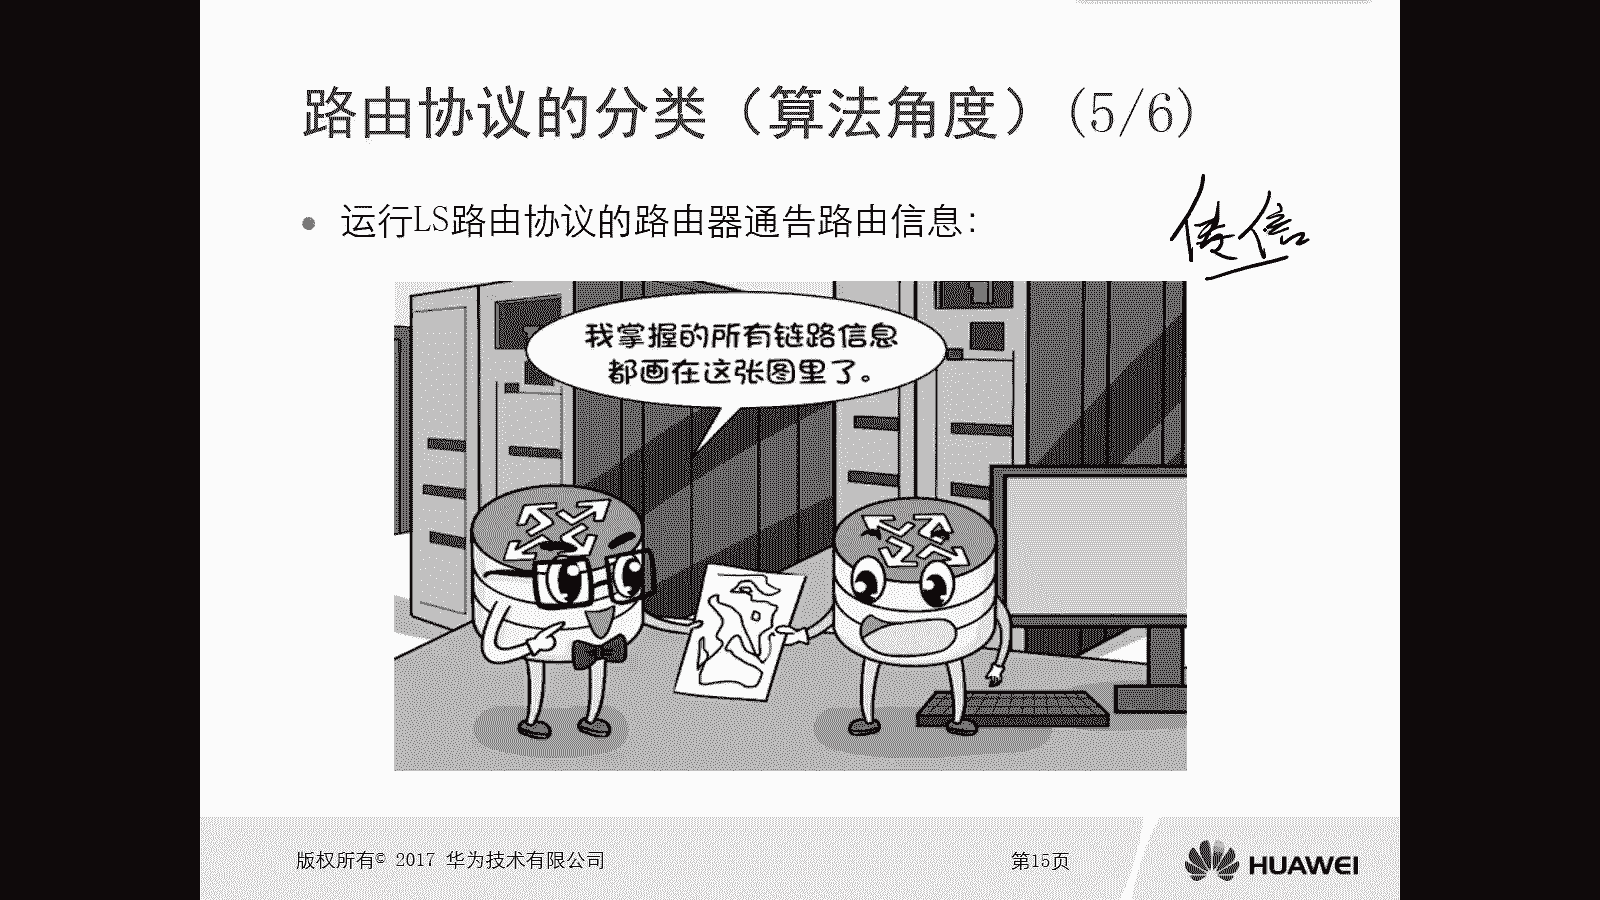 路由协议的分类（算法角度）(5/6)
运行LS路由协议的路由器通告路由信息:
传信
我掌握的所有链路信息
都画在这张图里了。
版权所有© 2017 华为技术有限公司
第15页
HUAWEI